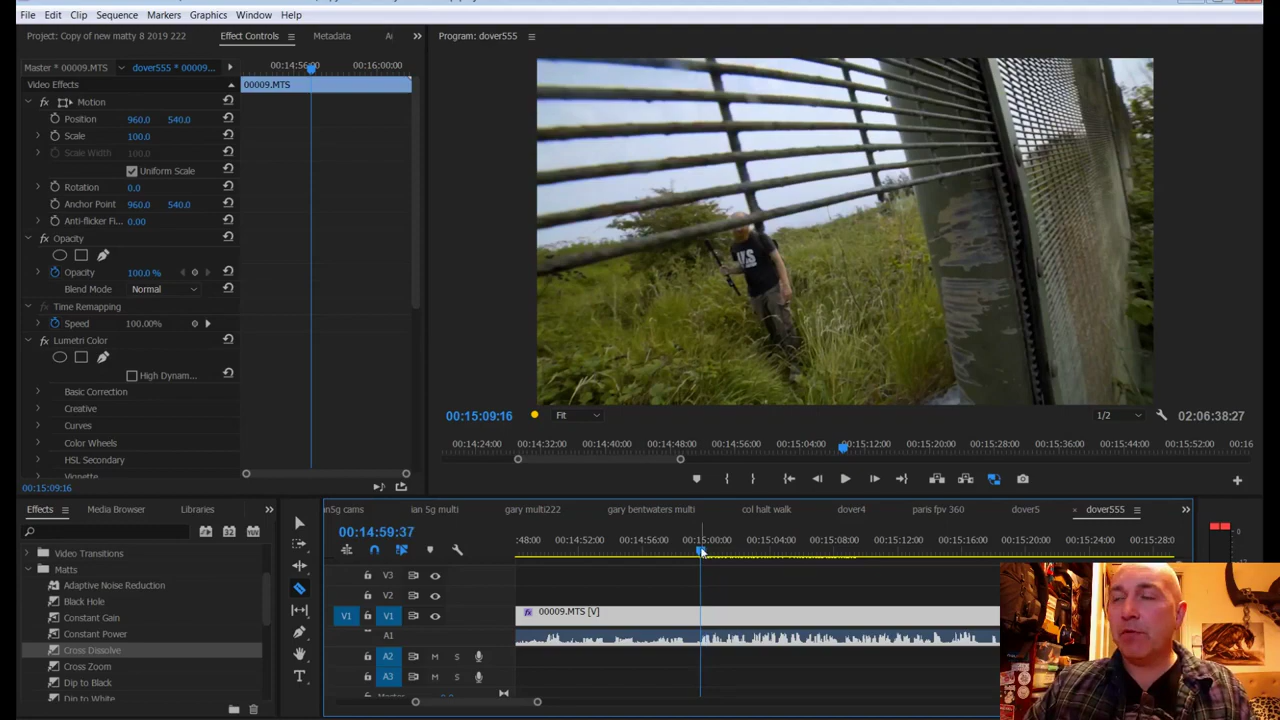 File Edit Clip Sequence Markers Graphics Window Help
Project: Copy of new matty 8 2019 222 Effect Controls Metadata
Program: dover555
Master * 00009.MTS dover555 * 00009...
00:14:56:00 00:16:00:00
Video Effects
00009.MTS
fx Motion
Position 960.0 540.0
Scale 100.0
Scale Width 100.0
Uniform Scale
Rotation 0.0
Anchor Point 960.0 540.0
Anti-flicker Fi... 0.00
fx Opacity
Opacity 100.0 %
Blend Mode Normal
fx Time Remapping
Speed 100.00%
fx Lumetri Color
High Dynam...
Basic Correction
Creative
Curves
Color Wheels
HSL Secondary
Vignette
00:15:09:16
00:15:09:16 Fit 1/2 02:06:38:27
00:14:24:00 00:14:32:00 00:14:40:00 00:14:48:00 00:14:56:00 00:15:04:00 00:15:12:00 00:15:20:00 00:15:28:00 00:15:36:00 00:15:44:00 00:15:52:00 00:16
Effects Media Browser Libraries
Video Transitions
Matts
Adaptive Noise Reduction
Black Hole
Constant Gain
Constant Power
Cross Dissolve
Cross Zoom
Dip to Black
Dip to White
ian 5g multi gary multi222 gary bentwaters multi col halt walk dover4 paris fpv 360 dover5 dover555
00:14:59:37
:48:00 00:14:52:00 00:14:56:00 00:15:00:00 00:15:04:00 00:15:08:00 00:15:12:00 00:15:16:00 00:15:20:00 00:15:24:00 00:15:28:0
V3
V2
V1 V1
fx 00009.MTS [V]
A1
A2 M S
A3 M S